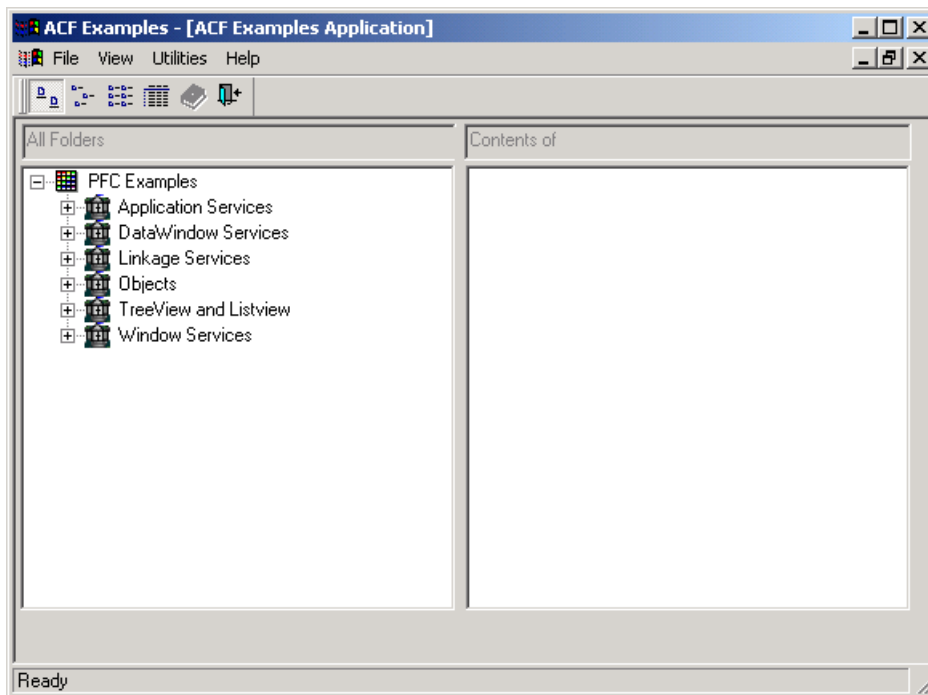 ACF Examples - [ACF Examples Application]
File View Utilities Help
All Folders
Contents of
PFC Examples
Application Services
DataWindow Services
Linkage Services
Objects
TreeView and Listview
Window Services
Ready